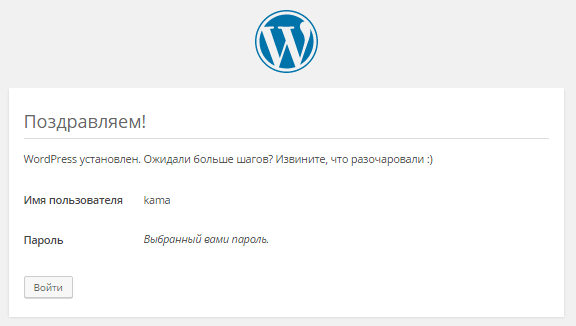 Поздравляем!
WordPress установлен. Ожидали больше шагов? Извините, что разочаровали :)
Имя пользователя kama
Пароль Выбранный вами пароль.
Войти